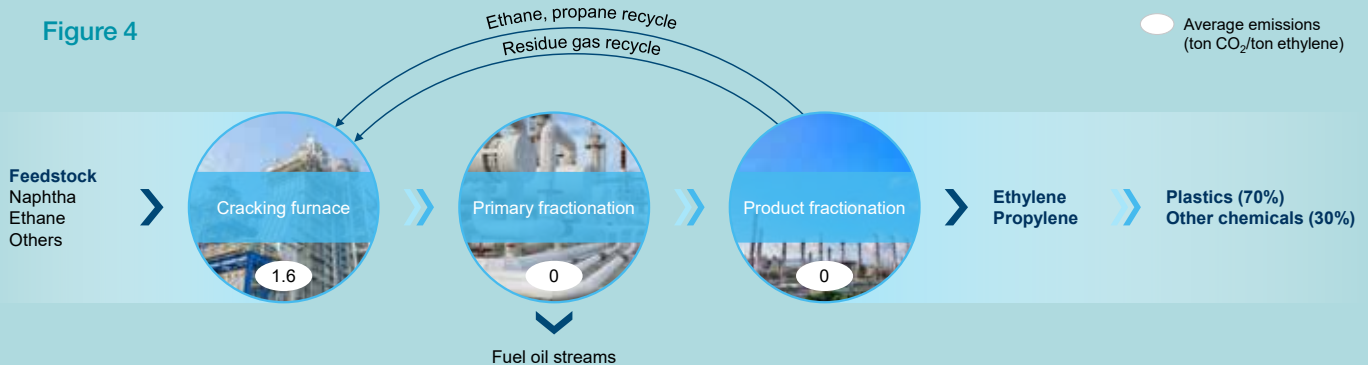 Figure 4
Ethane, propane recycle
Residue gas recycle
Average emissions
(ton CO₂/ton ethylene)
Feedstock
Naphtha
Ethane
Others
Cracking furnace
1.6
Primary fractionation
0
Product fractionation
0
Ethylene
Propylene
Plastics (70%)
Other chemicals (30%)
Fuel oil streams